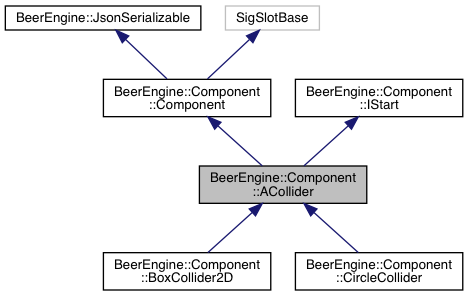 BeerEngine::JsonSerializable
SigSlotBase
BeerEngine::Component
::Component
BeerEngine::Component
::IStart
BeerEngine::Component
::ACollider
BeerEngine::Component
::BoxCollider2D
BeerEngine::Component
::CircleCollider